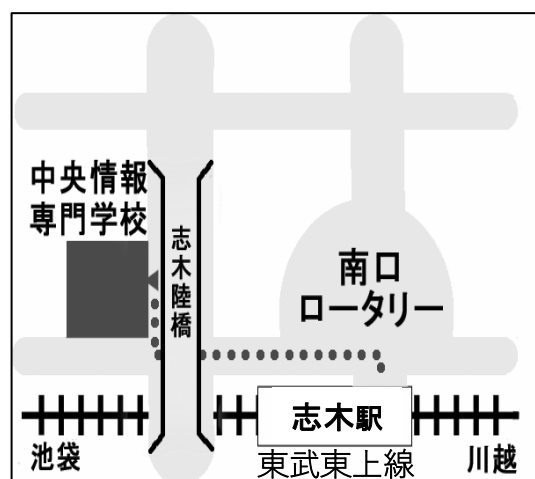 中央情報
専門学校
志木陸橋
南口
ロータリー
志木駅
池袋
東武東上線
川越